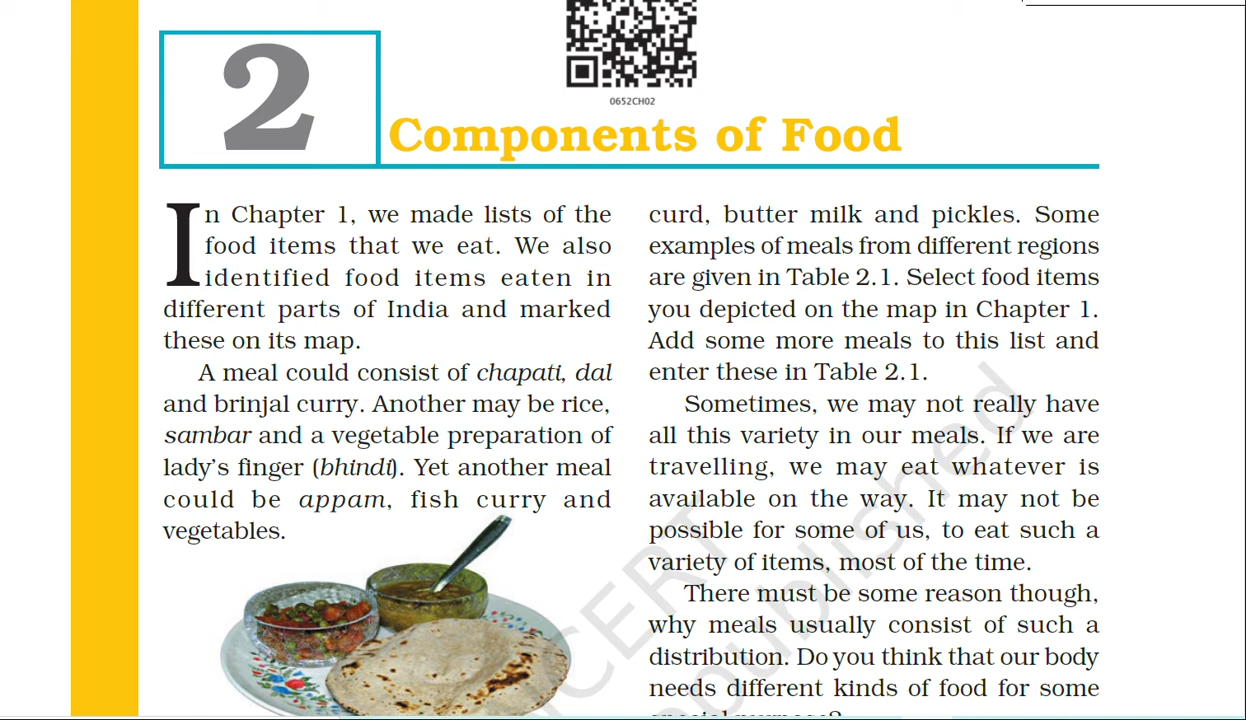 0652CH02
2
Components of Food
In Chapter 1, we made lists of the
food items that we eat. We also
identified food items eaten in
different parts of India and marked
these on its map.
A meal could consist of chapati, dal
and brinjal curry. Another may be rice,
sambar and a vegetable preparation of
lady's finger (bhindi). Yet another meal
could be appam, fish curry and
vegetables.
curd, butter milk and pickles. Some
examples of meals from different regions
are given in Table 2.1. Select food items
you depicted on the map in Chapter 1.
Add some more meals to this list and
enter these in Table 2.1.
Sometimes, we may not really have
all this variety in our meals. If we are
travelling, we may eat whatever is
available on the way. It may not be
possible for some of us, to eat such a
variety of items, most of the time.
There must be some reason though,
why meals usually consist of such a
distribution. Do you think that our body
needs different kinds of food for some
special purpose?